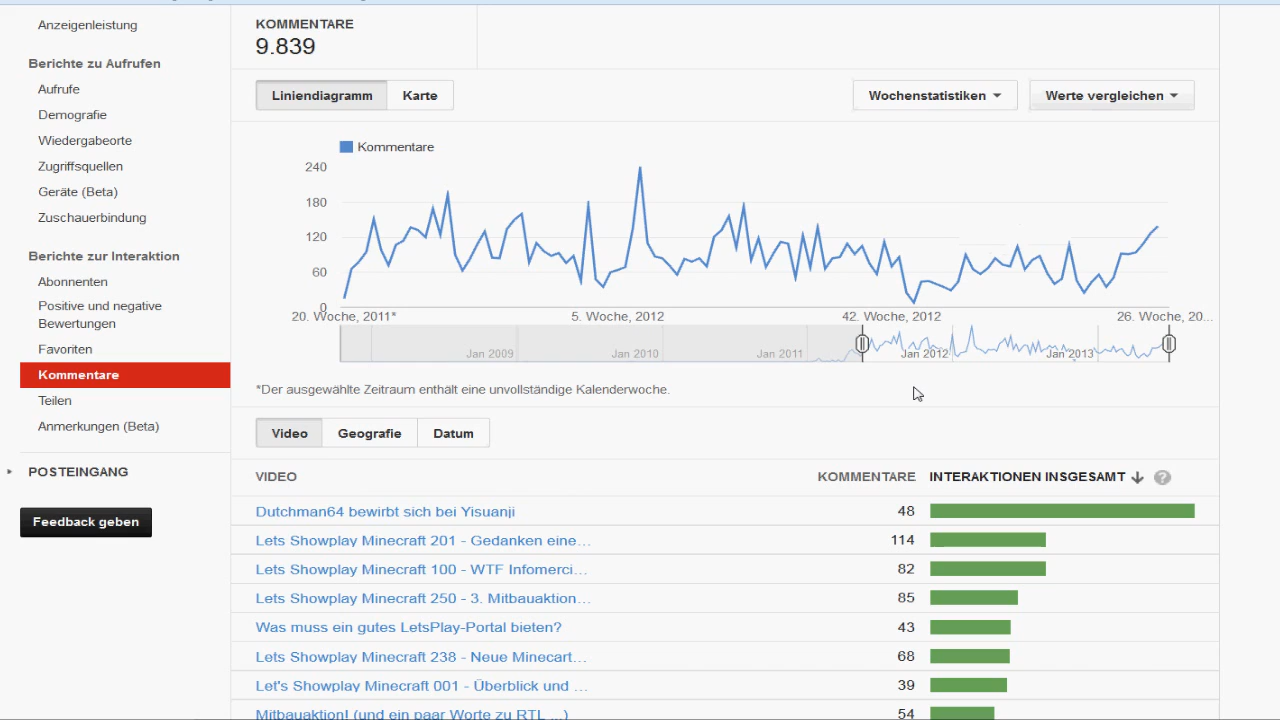 Anzeigenleistung
Berichte zu Aufrufen
Aufrufe
Demografie
Wiedergabeorte
Zugriffsquellen
Geräte (Beta)
Zuschauerbindung
Berichte zur Interaktion
Abonnenten
Positive und negative
Bewertungen
Favoriten
Kommentare
Teilen
Anmerkungen (Beta)
POSTEINGANG
Feedback geben
KOMMENTARE
9.839
Liniendiagramm Karte Wochenstatistiken Werte vergleichen
Kommentare
240
180
120
60
0
20. Woche, 2011* 5. Woche, 2012 42. Woche, 2012 26. Woche, 20...
Jan 2009 Jan 2010 Jan 2011 Jan 2012 Jan 2013
*Der ausgewählte Zeitraum enthält eine unvollständige Kalenderwoche.
Video Geografie Datum
VIDEO KOMMENTARE INTERAKTIONEN INSGESAMT ?
Dutchman64 bewirbt sich bei Yisuanji 48
Lets Showplay Minecraft 201 - Gedanken eine... 114
Lets Showplay Minecraft 100 - WTF Infomerci... 82
Lets Showplay Minecraft 250 - 3. Mitbauaktion... 85
Was muss ein gutes LetsPlay-Portal bieten? 43
Lets Showplay Minecraft 238 - Neue Minecart... 68
Let's Showplay Minecraft 001 - Überblick und ... 39
Mitbauaktion! (und ein paar Worte zu RTL ...) 54